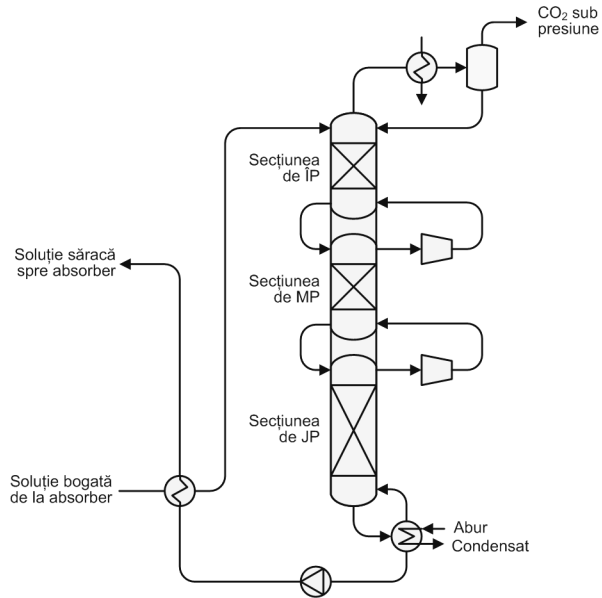 CO₂ sub
presiune
Secțiunea
de ÎP
Soluție săracă
spre absorber
Secțiunea
de MP
Secțiunea
de JP
Soluție bogată
de la absorber
Abur
Condensat